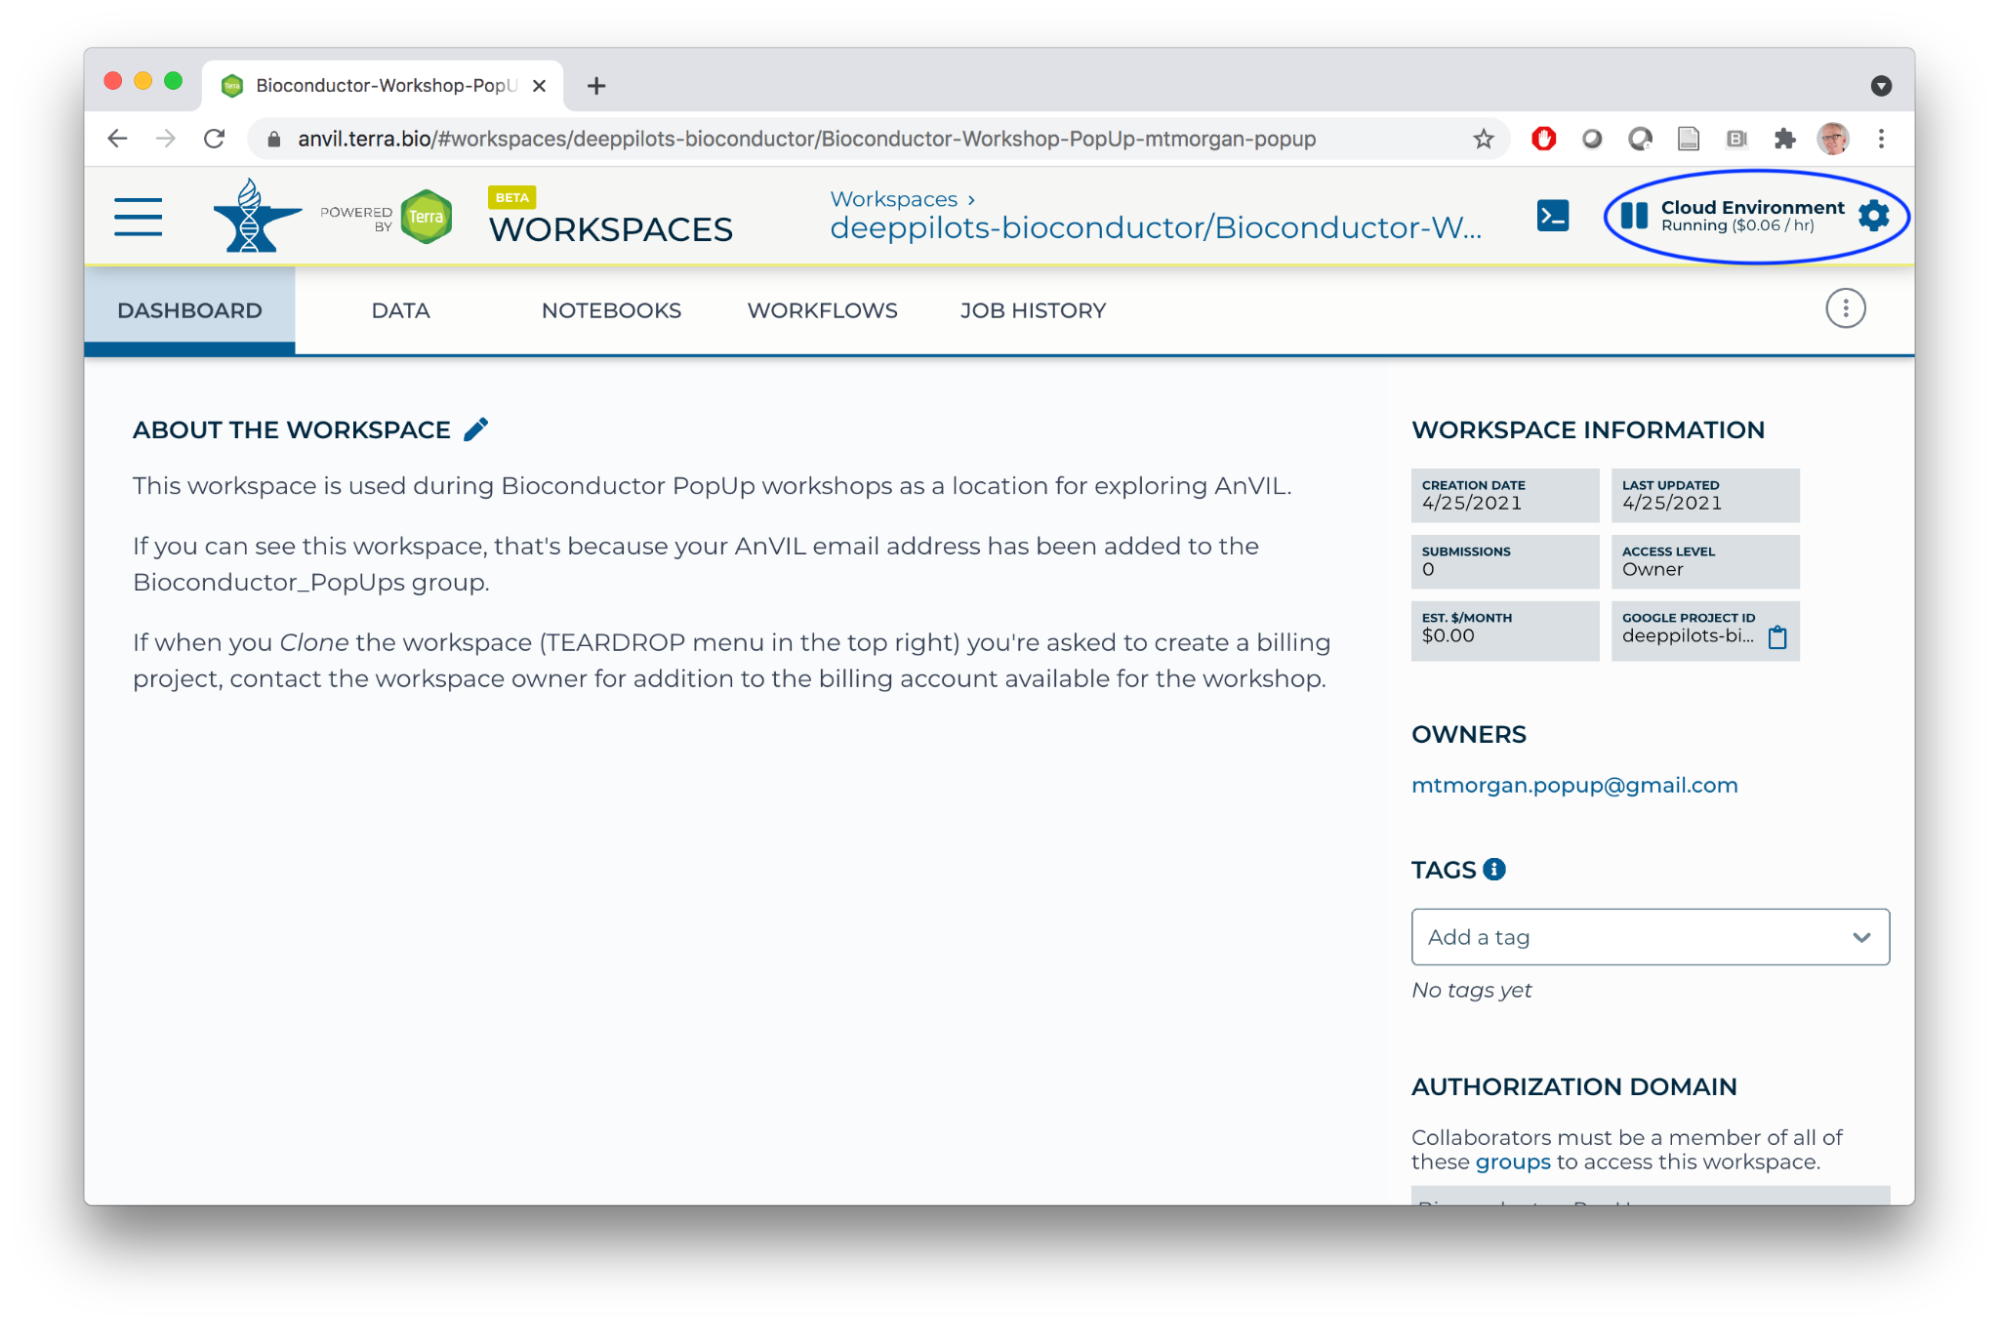 Bioconductor-Workshop-PopU
anvil.terra.bio/#workspaces/deeppilots-bioconductor/Bioconductor-Workshop-PopUp-mtmorgan-popup
POWERED
BY
Terra
BETA
WORKSPACES
Workspaces ›
deeppilots-bioconductor/Bioconductor-W...
Cloud Environment
Running ($0.06 / hr)
DASHBOARD
DATA
NOTEBOOKS
WORKFLOWS
JOB HISTORY
ABOUT THE WORKSPACE
This workspace is used during Bioconductor PopUp workshops as a location for exploring AnVIL.
If you can see this workspace, that's because your AnVIL email address has been added to the
Bioconductor_PopUps group.
If when you Clone the workspace (TEARDROP menu in the top right) you're asked to create a billing
project, contact the workspace owner for addition to the billing account available for the workshop.
WORKSPACE INFORMATION
CREATION DATE
4/25/2021
LAST UPDATED
4/25/2021
SUBMISSIONS
0
ACCESS LEVEL
Owner
EST. $/MONTH
$0.00
GOOGLE PROJECT ID
deeppilots-bi...
OWNERS
mtmorgan.popup@gmail.com
TAGS
Add a tag
No tags yet
AUTHORIZATION DOMAIN
Collaborators must be a member of all of
these groups to access this workspace.